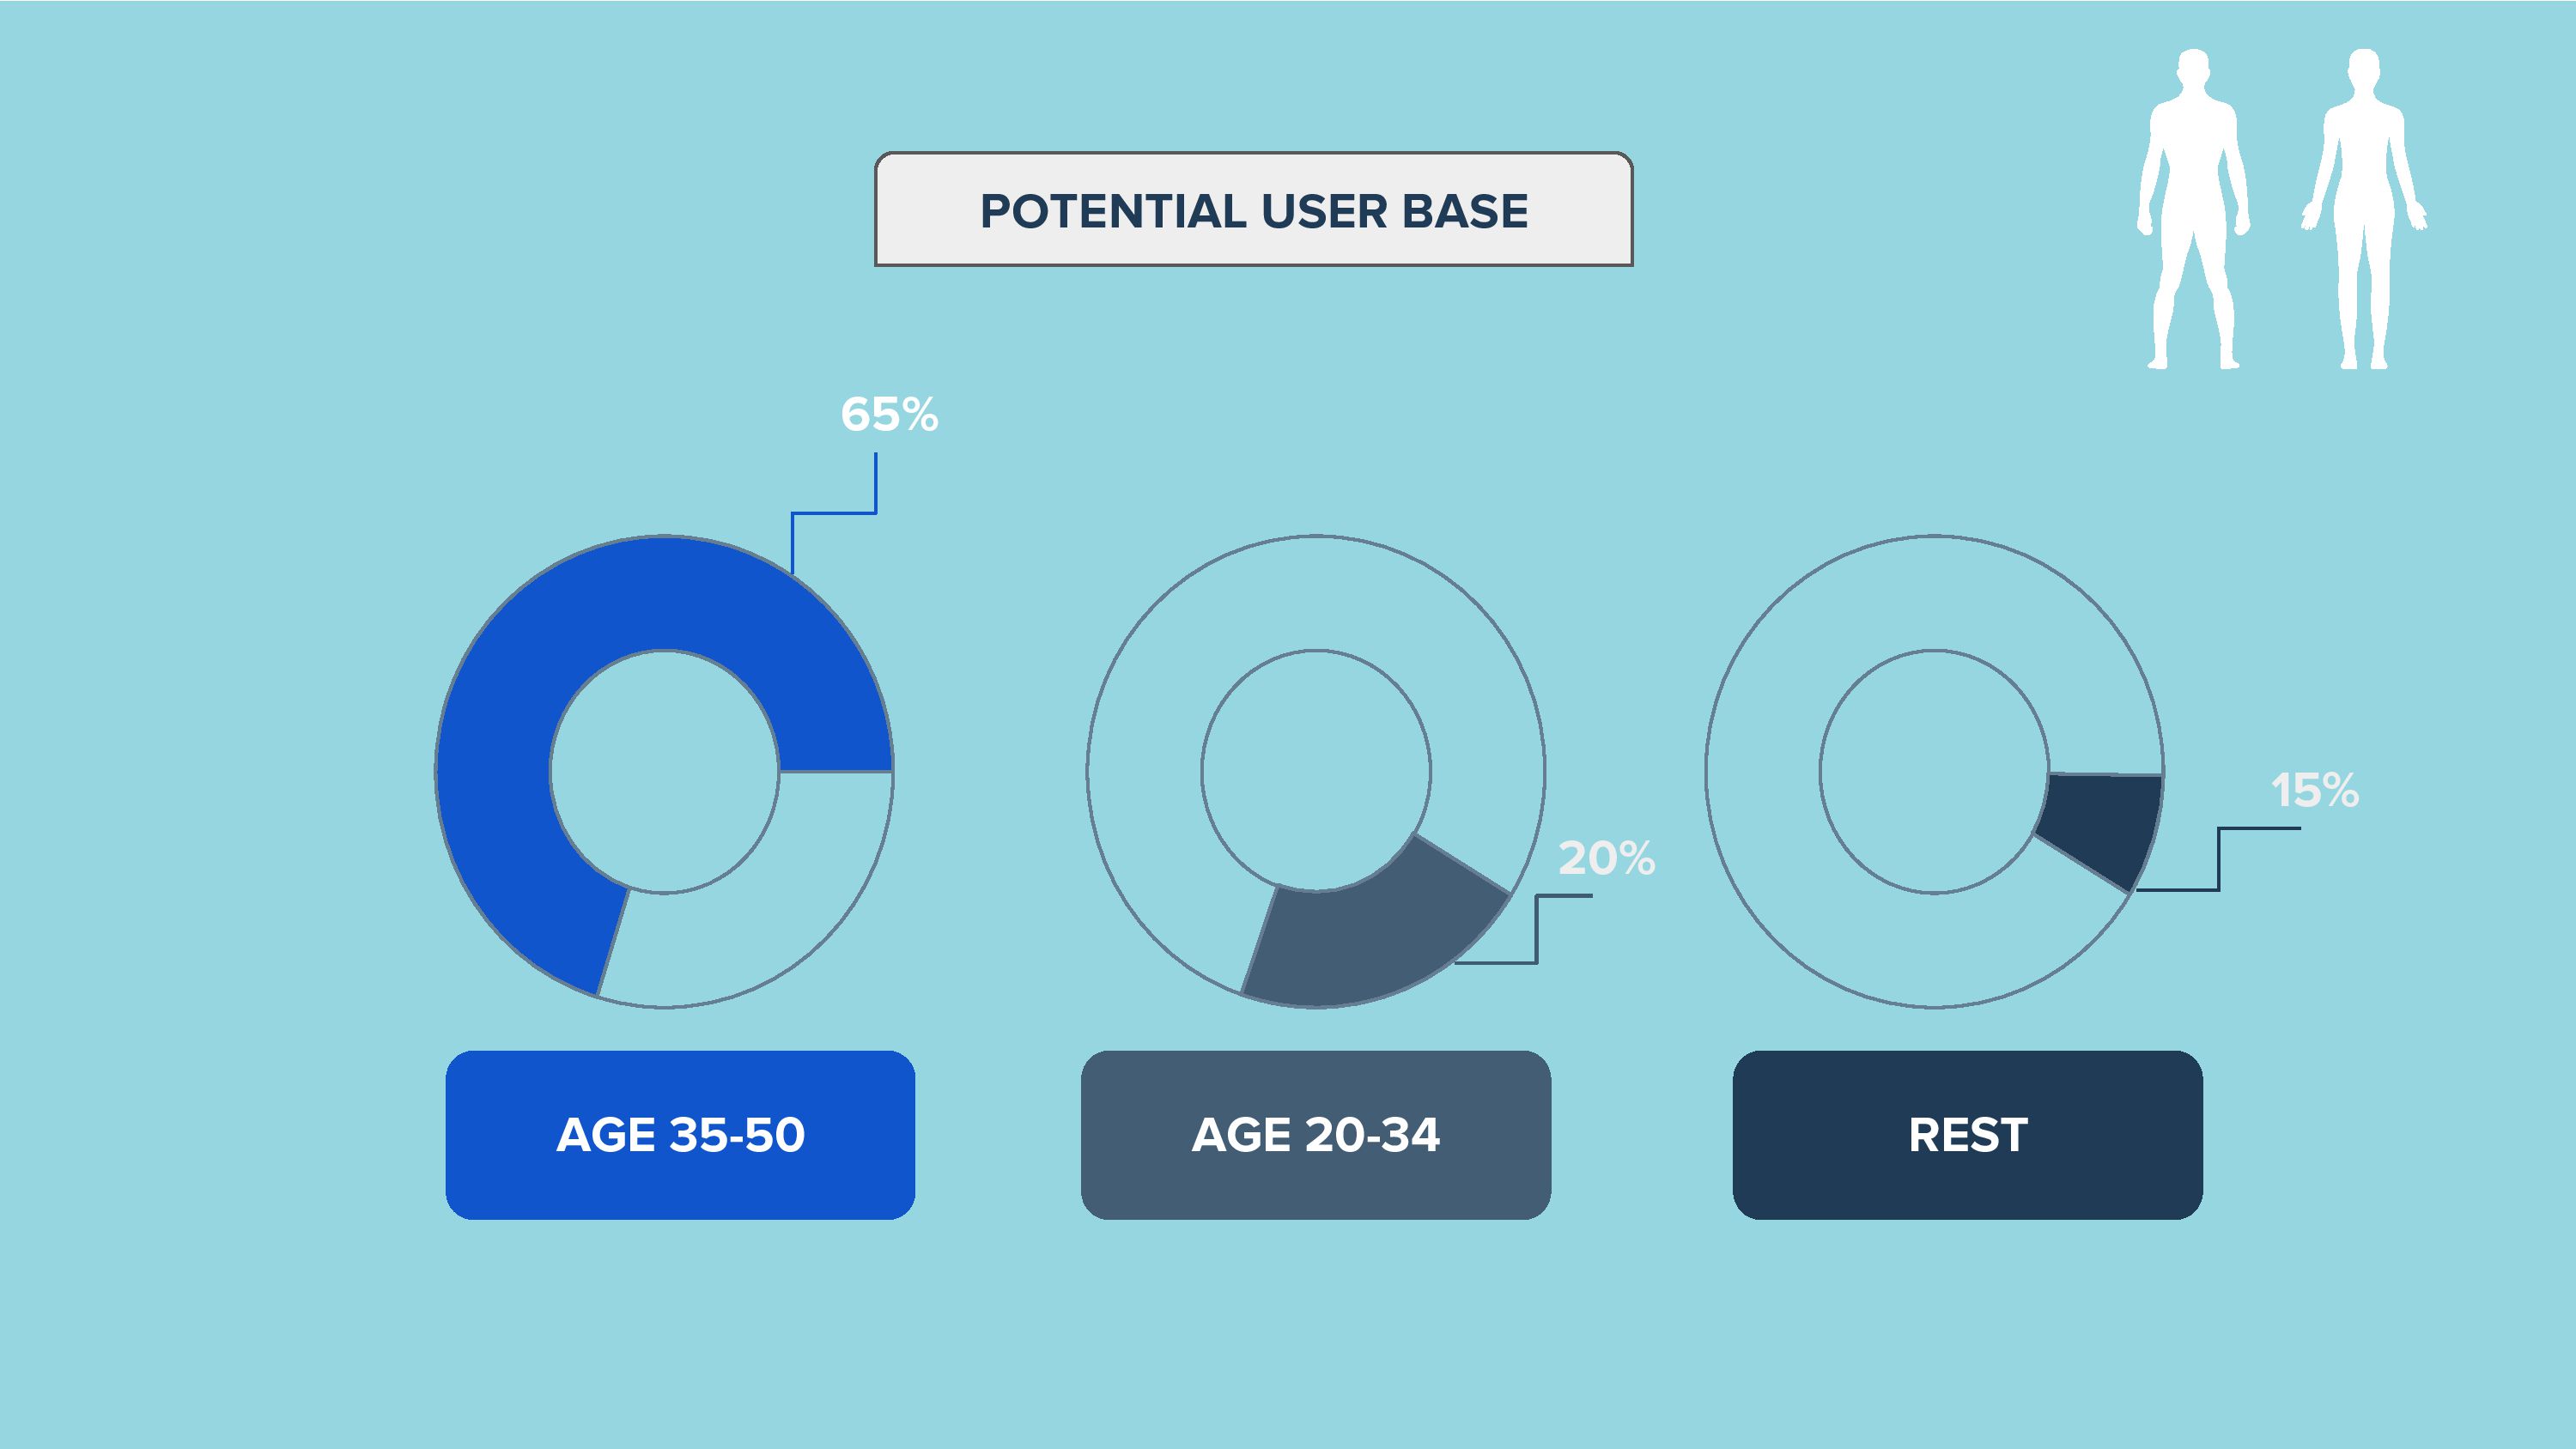 POTENTIAL USER BASE
65%
20%
15%
AGE 35-50
AGE 20-34
REST